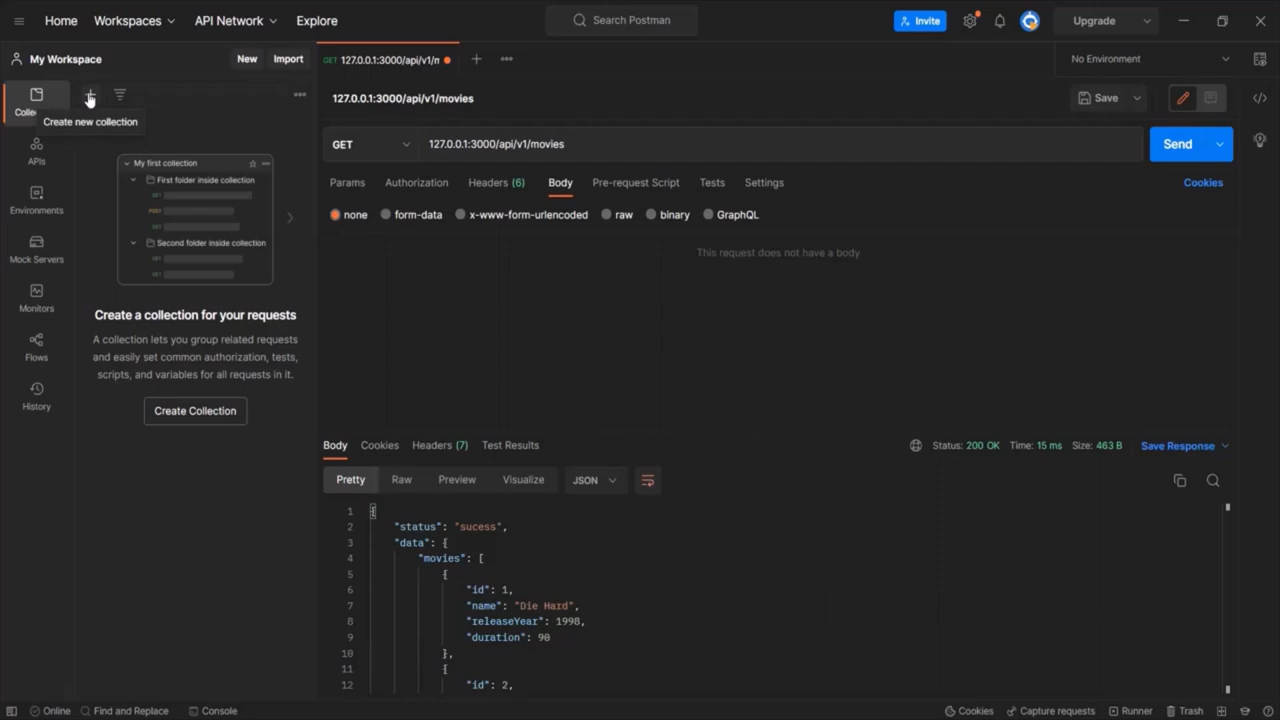 Home Workspaces API Network Explore Search Postman Invite Upgrade
My Workspace New Import GET 127.0.0.1:3000/api/v1/m No Environment
Create new collection
127.0.0.1:3000/api/v1/movies Save
GET 127.0.0.1:3000/api/v1/movies Send
Params Authorization Headers (6) Body Pre-request Script Tests Settings Cookies
none form-data x-www-form-urlencoded raw binary GraphQL
This request does not have a body
APIs
Environments
Mock Servers
Monitors
Flows
History
My first collection
First folder inside collection
GET
POST
GET
Second folder inside collection
GET
GET
Create a collection for your requests
A collection lets you group related requests
and easily set common authorization, tests,
scripts, and variables for all requests in it.
Create Collection
Body Cookies Headers (7) Test Results Status: 200 OK Time: 15 ms Size: 463 B Save Response
Pretty Raw Preview Visualize JSON
1 {
2 "status": "sucess",
3 "data": {
4 "movies": [
5 {
6 "id": 1,
7 "name": "Die Hard",
8 "releaseYear": 1998,
9 "duration": 90
10 },
11 {
12 "id": 2,
Online Find and Replace Console Cookies Capture requests Runner Trash